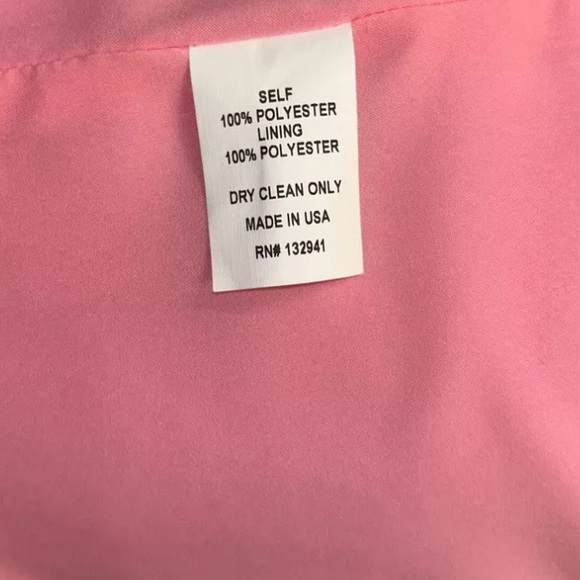 SELF
100% POLYESTER
LINING
100% POLYESTER
DRY CLEAN ONLY
MADE IN USA
RN# 132941